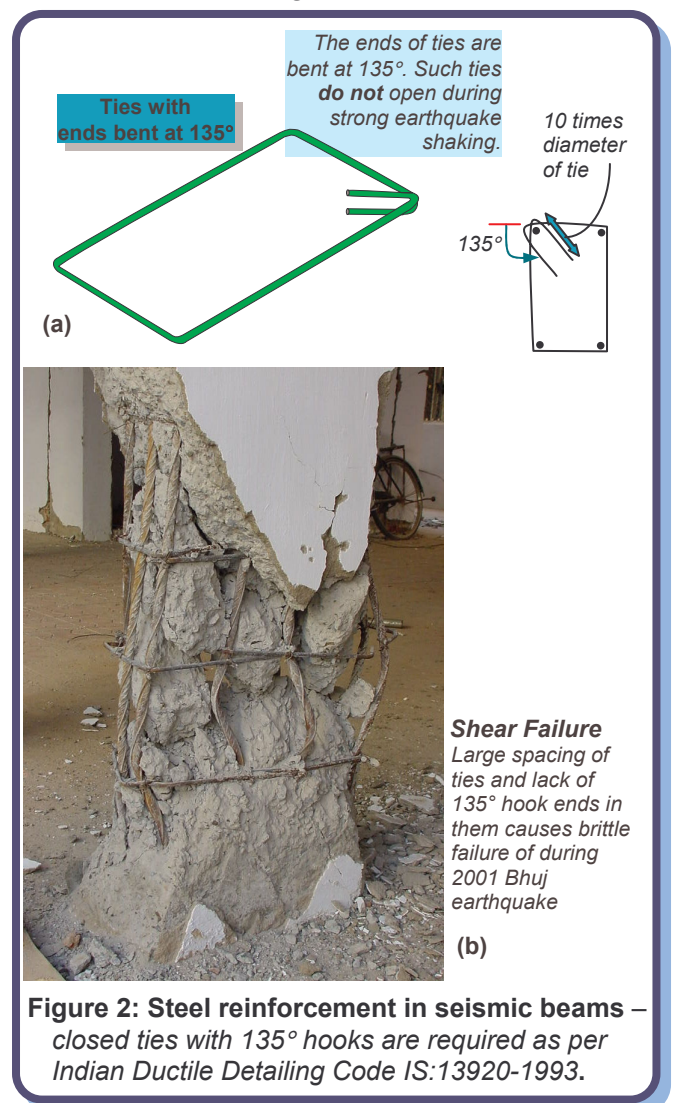 The ends of ties are
bent at 135°. Such ties
do not open during
strong earthquake
shaking.
Ties with
ends bent at 135°
10 times
diameter
of tie
135°
(a)
Shear Failure
Large spacing of
ties and lack of
135° hook ends in
them causes brittle
failure of during
2001 Bhuj
earthquake
(b)
Figure 2: Steel reinforcement in seismic beams –
closed ties with 135° hooks are required as per
Indian Ductile Detailing Code IS:13920-1993.